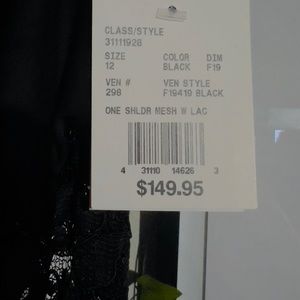 CLASS/STYLE
31111928
SIZE COLOR DIM
12 BLACK F19
VEN # VEN STYLE
298 F19419 BLACK
ONE SHLDR MESH W LAC
4 31110 14626 3
$149.95